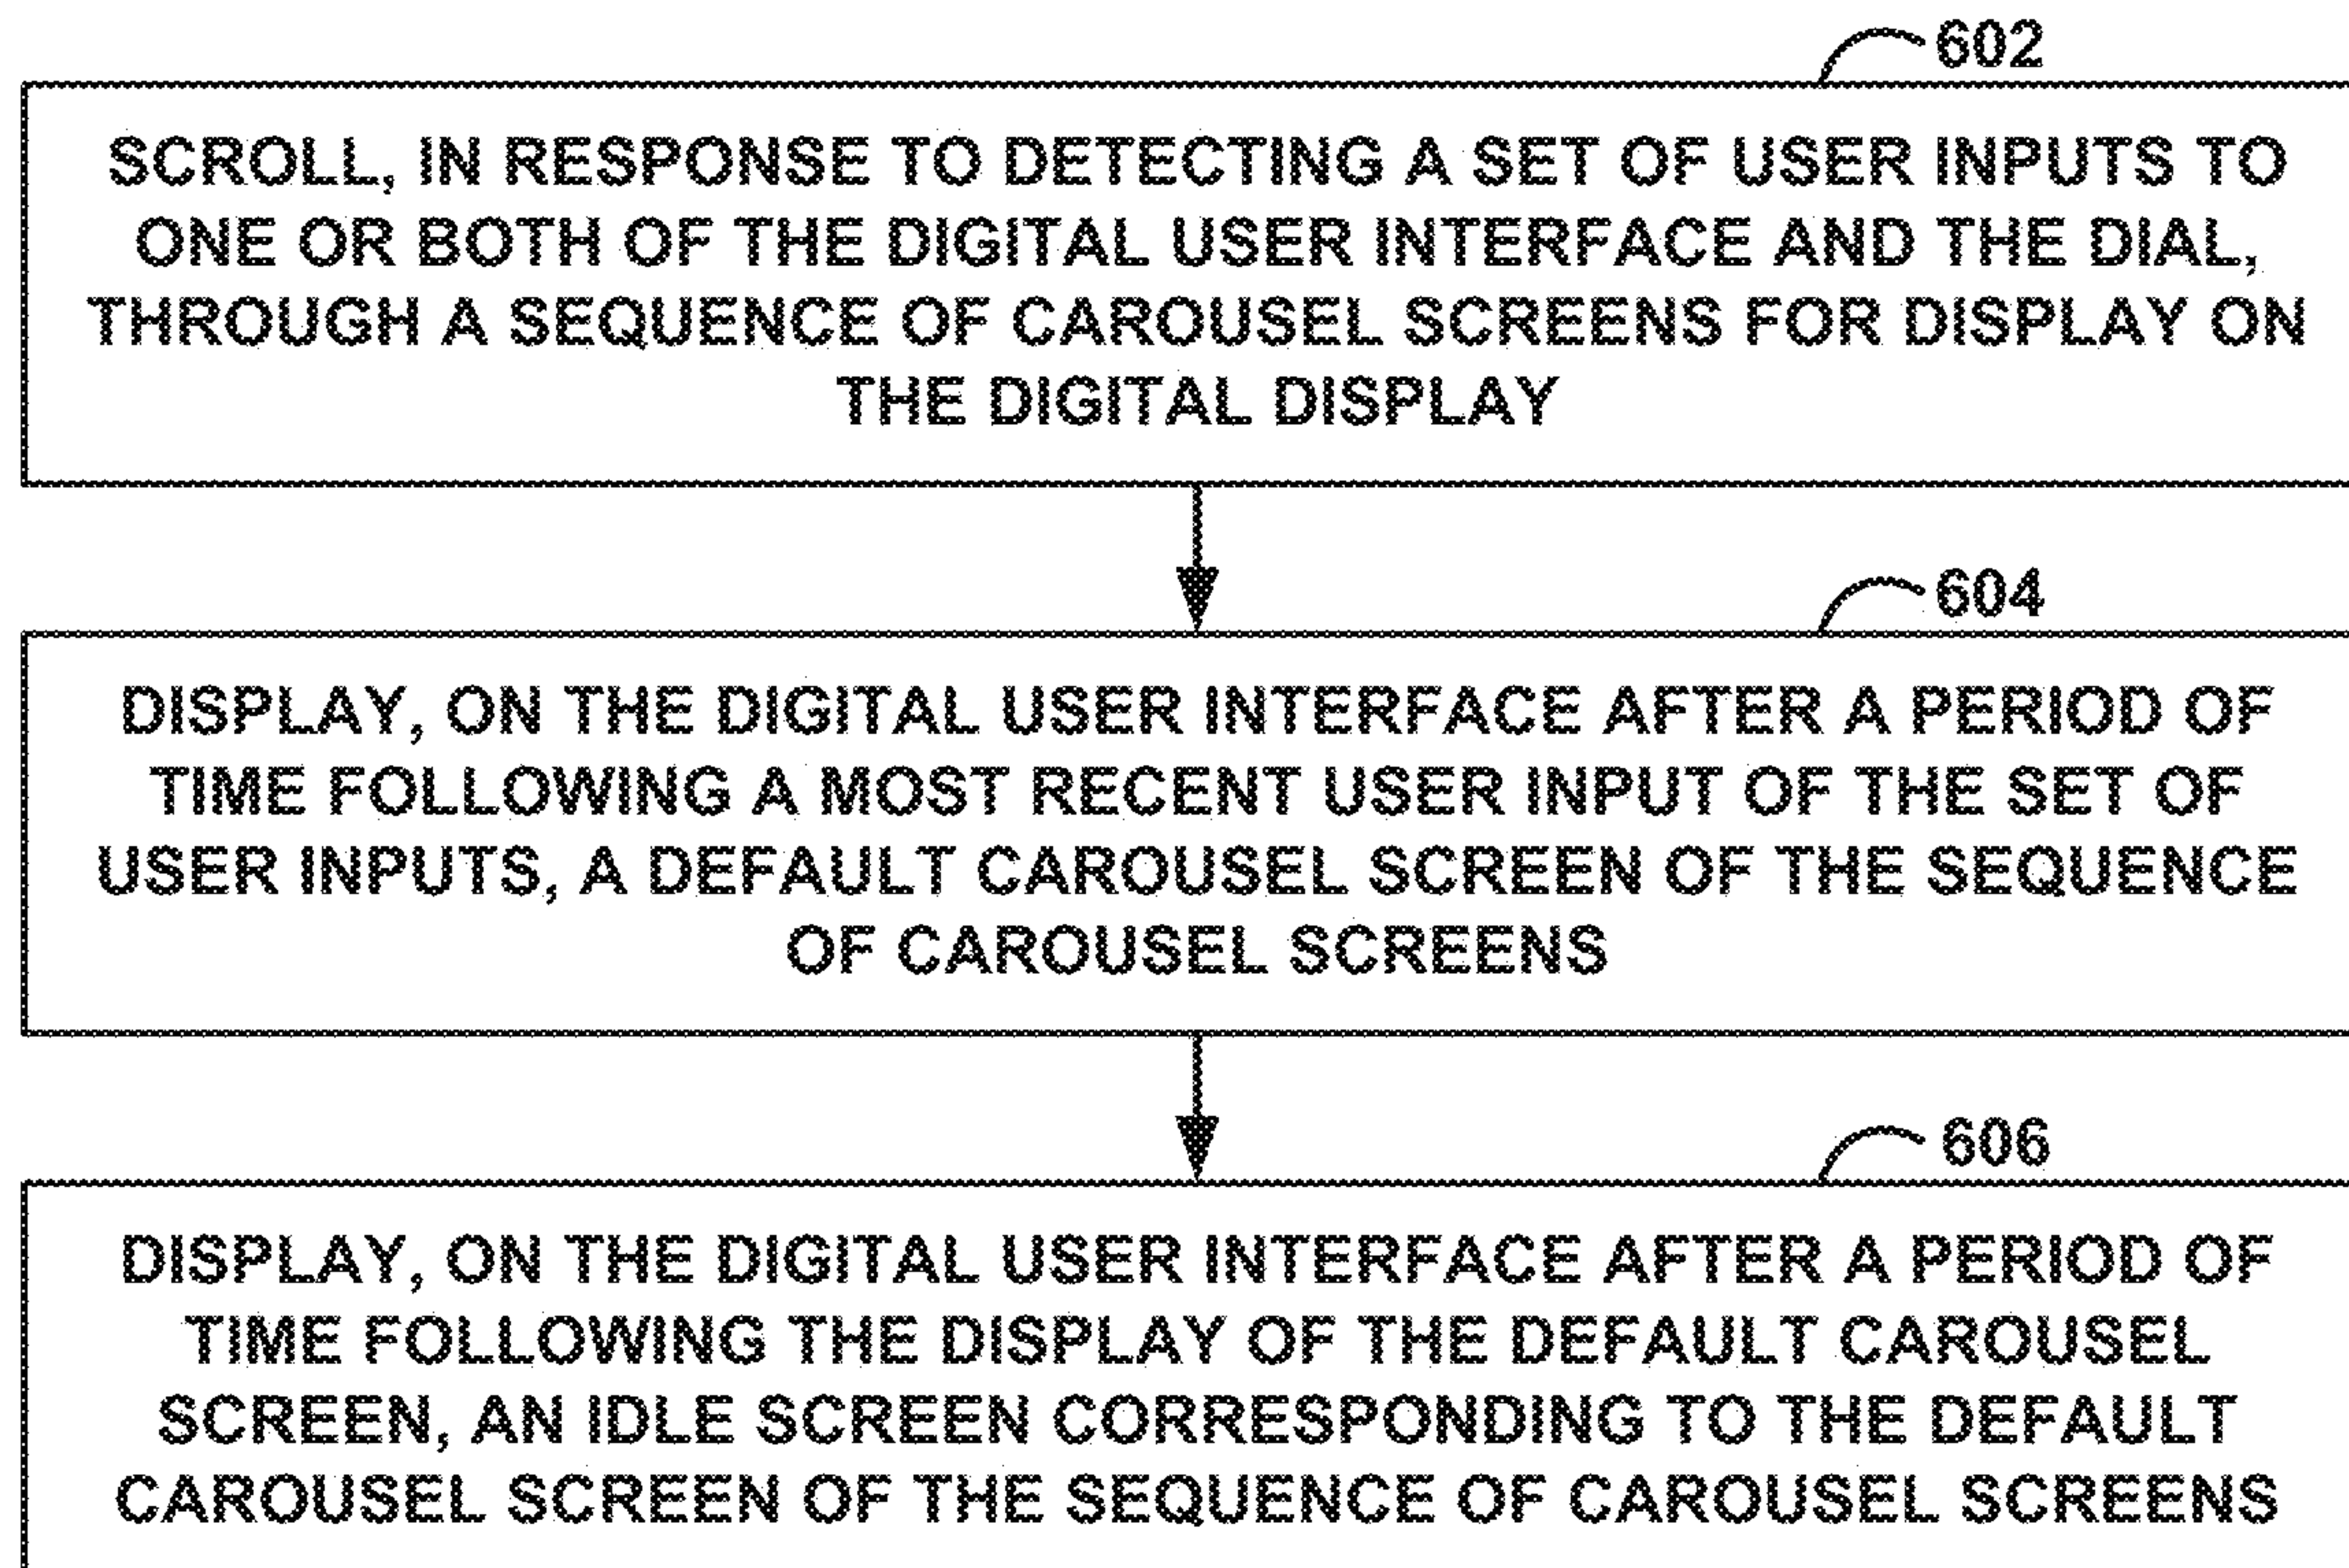 602
SCROLL, IN RESPONSE TO DETECTING A SET OF USER INPUTS TO
ONE OR BOTH OF THE DIGITAL USER INTERFACE AND THE DIAL,
THROUGH A SEQUENCE OF CAROUSEL SCREENS FOR DISPLAY ON
THE DIGITAL DISPLAY
604
DISPLAY, ON THE DIGITAL USER INTERFACE AFTER A PERIOD OF
TIME FOLLOWING A MOST RECENT USER INPUT OF THE SET OF
USER INPUTS, A DEFAULT CAROUSEL SCREEN OF THE SEQUENCE
OF CAROUSEL SCREENS
606
DISPLAY, ON THE DIGITAL USER INTERFACE AFTER A PERIOD OF
TIME FOLLOWING THE DISPLAY OF THE DEFAULT CAROUSEL
SCREEN, AN IDLE SCREEN CORRESPONDING TO THE DEFAULT
CAROUSEL SCREEN OF THE SEQUENCE OF CAROUSEL SCREENS